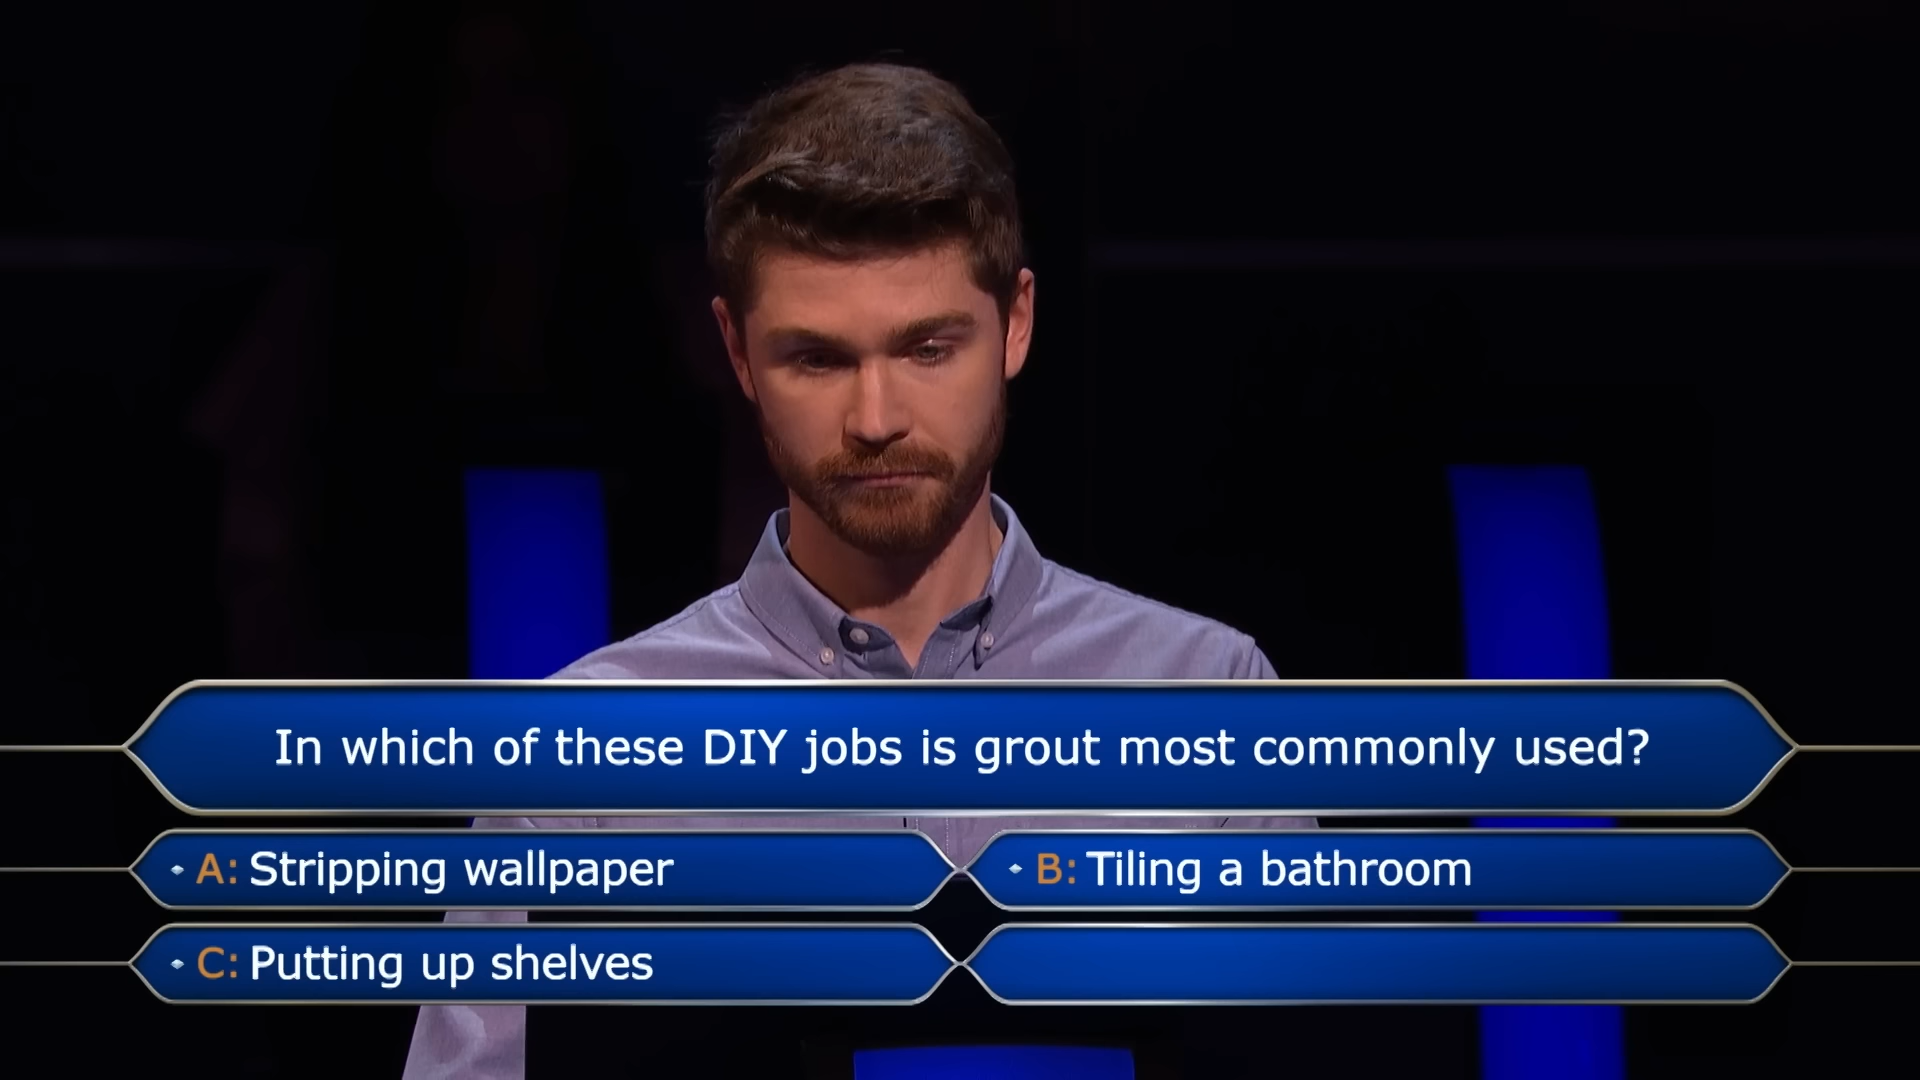 In which of these DIY jobs is grout most commonly used?
A: Stripping wallpaper
B: Tiling a bathroom
C: Putting up shelves